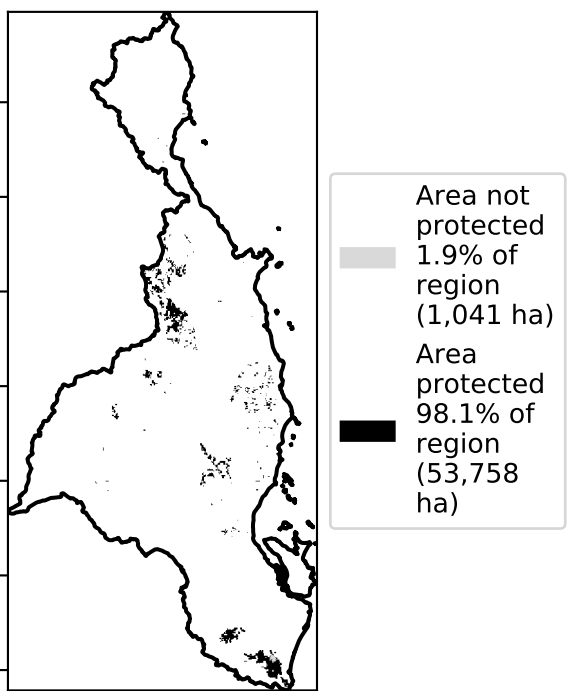 Area not
protected
1.9% of
region
(1,041 ha)
Area
protected
98.1% of
region
(53,758
ha)